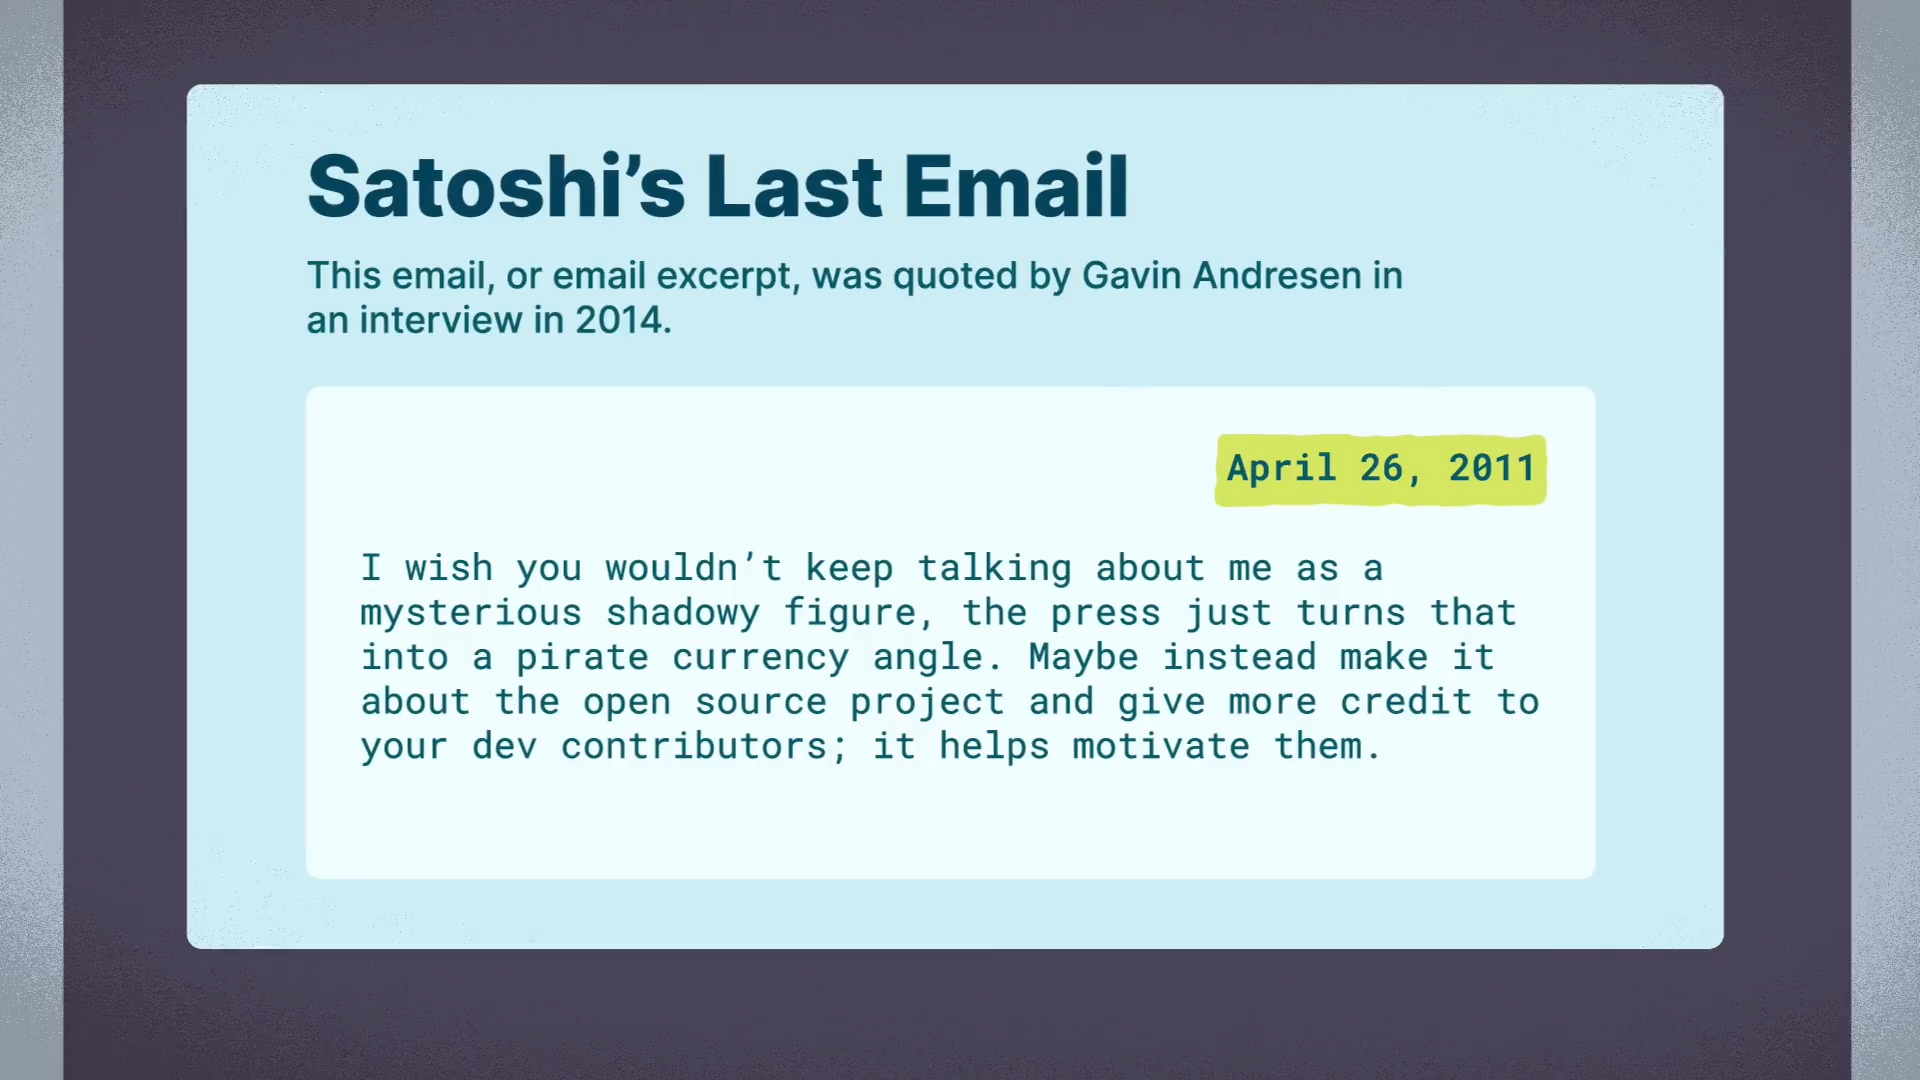 Satoshi’s Last Email
This email, or email excerpt, was quoted by Gavin Andresen in
an interview in 2014.
April 26, 2011
I wish you wouldn’t keep talking about me as a
mysterious shadowy figure, the press just turns that
into a pirate currency angle. Maybe instead make it
about the open source project and give more credit to
your dev contributors; it helps motivate them.